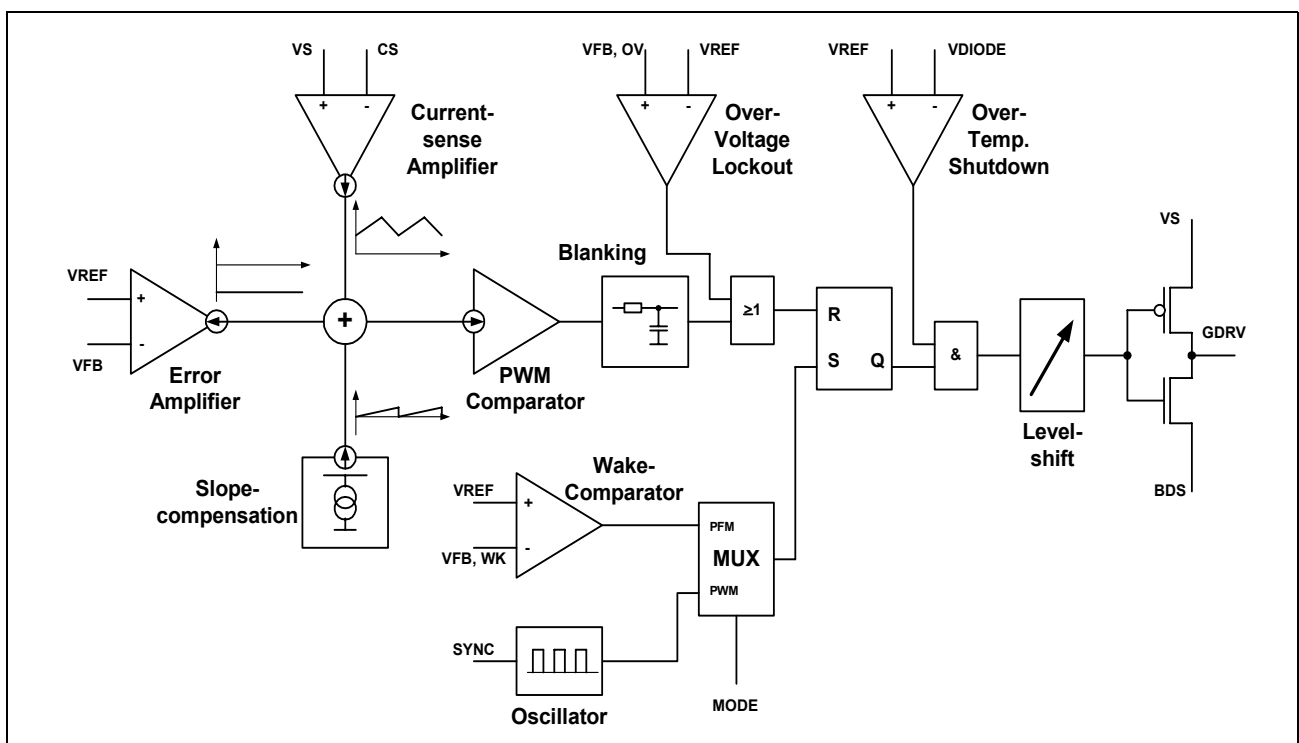 VS
CS
VFB, OV
VREF
VREF
VDIODE
+
-
+
-
+
-
Current-
sense
Amplifier
Over-
Voltage
Lockout
Over-
Temp.
Shutdown
VS
Blanking
VREF
+
+
≥1
R
GDRV
VFB
-
S
Q
&
Error
Amplifier
PWM
Comparator
Level-
shift
Slope-
compensation
Wake-
Comparator
VREF
+
BDS
VFB, WK
-
PFM
MUX
PWM
SYNC
Oscillator
MODE